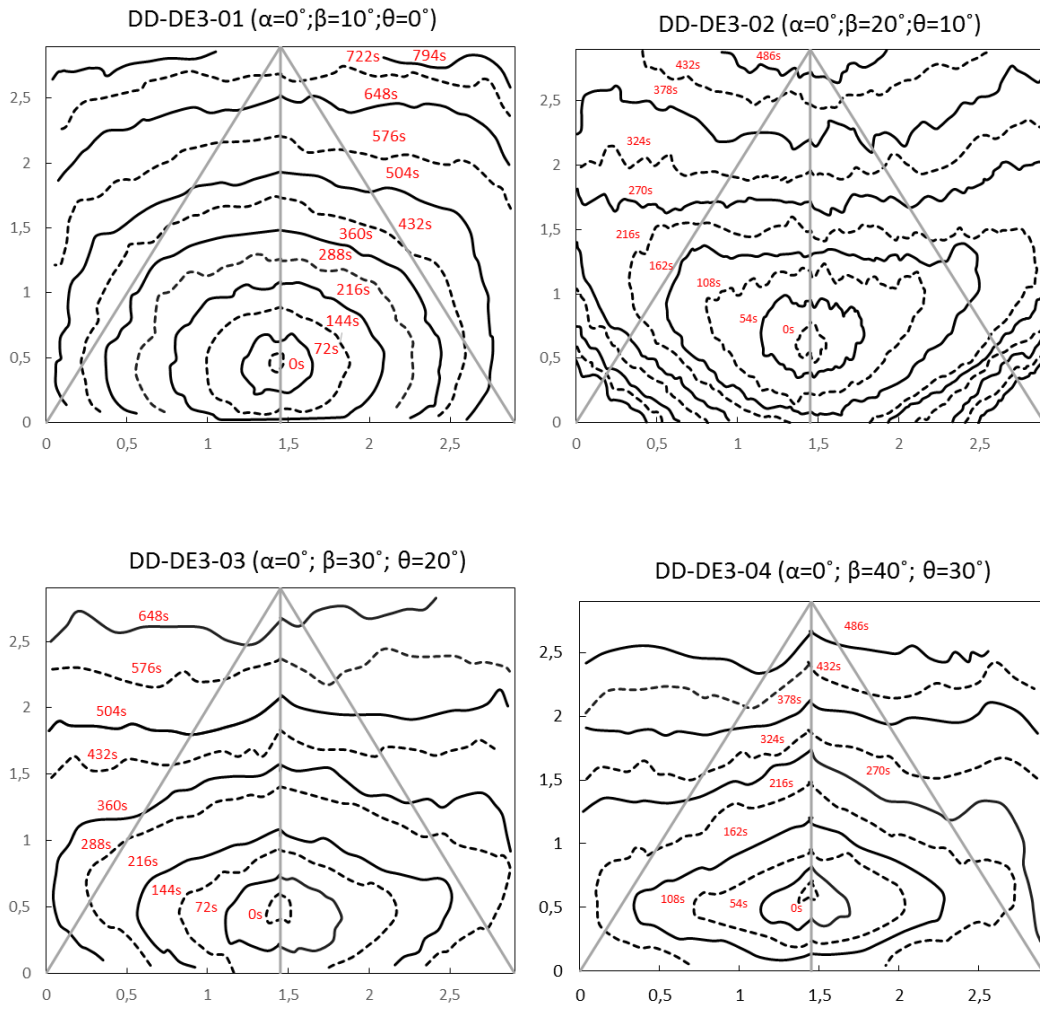 DD-DE3-01 (α=0˚;β=10˚;θ=0˚)
722s 794s
648s
576s
504s
432s
360s
288s
216s
144s
72s
0s
2,5
2
1,5
1
0,5
0
0 0,5 1 1,5 2 2,5
DD-DE3-02 (α=0˚;β=20˚;θ=10˚)
486s
432s
378s
324s
270s
216s
162s
108s
54s
0s
2,5
2
1,5
1
0,5
0
0 0,5 1 1,5 2 2,5
DD-DE3-03 (α=0˚; β=30˚; θ=20˚)
648s
576s
504s
432s
360s
288s
216s
144s
72s
0s
2,5
2
1,5
1
0,5
0
0 0,5 1 1,5 2 2,5
DD-DE3-04 (α=0˚; β=40˚; θ=30˚)
486s
432s
378s
324s
270s
216s
162s
108s
54s
0s
2,5
2
1,5
1
0,5
0
0 0,5 1 1,5 2 2,5